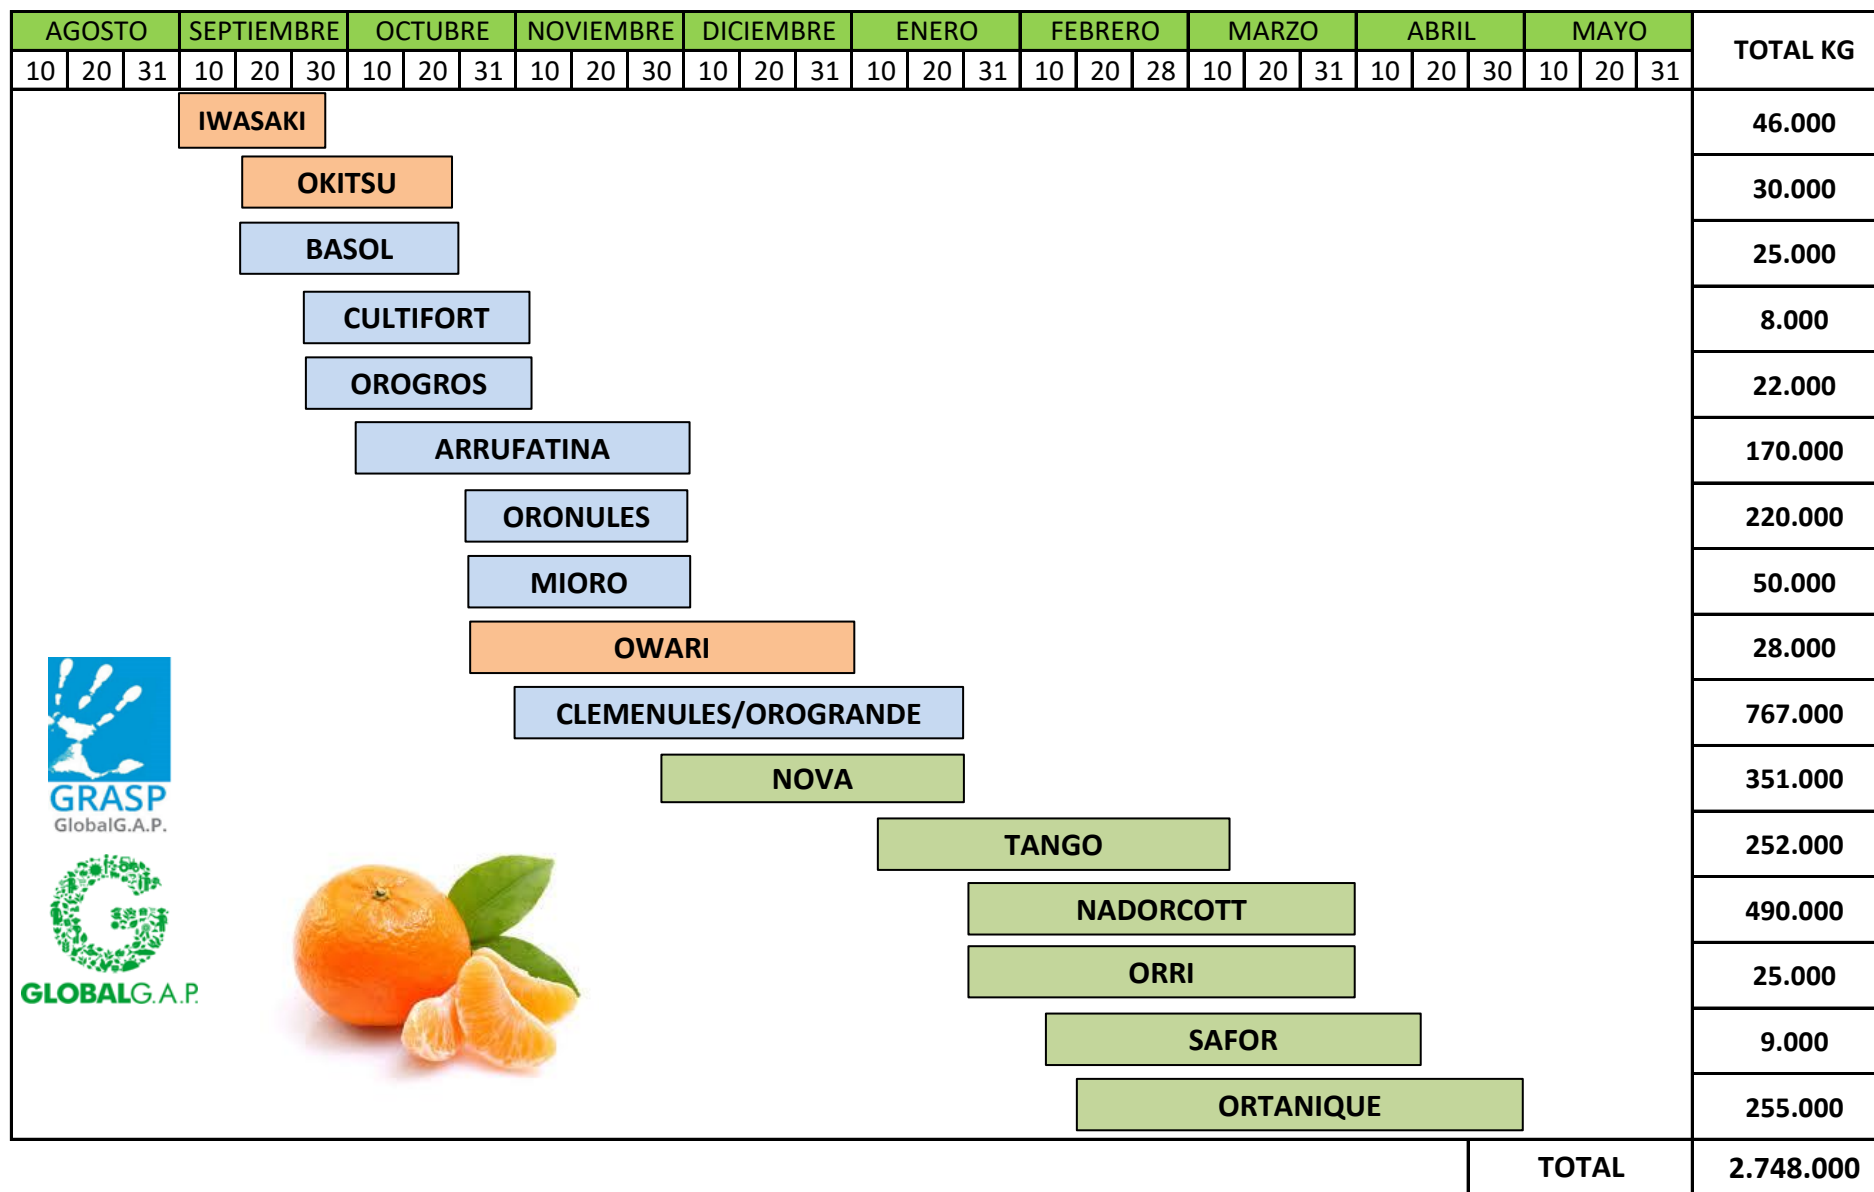 AGOSTO SEPTIEMBRE OCTUBRE NOVIEMBRE DICIEMBRE ENERO FEBRERO MARZO ABRIL MAYO TOTAL KG
10 20 31 10 20 30 10 20 31 10 20 30 10 20 31 10 20 31 10 20 28 10 20 31 10 20 30 10 20 31
IWASAKI 46.000
OKITSU 30.000
BASOL 25.000
CULTIFORT 8.000
OROGROS 22.000
ARRUFATINA 170.000
ORONULES 220.000
MIORO 50.000
OWARI 28.000
CLEMENULES/OROGRANDE 767.000
NOVA 351.000
GRASP
GlobalG.A.P.
TANGO 252.000
NADORCOTT 490.000
ORRI 25.000
GLOBALG.A.P.
SAFOR 9.000
ORTANIQUE 255.000
TOTAL 2.748.000